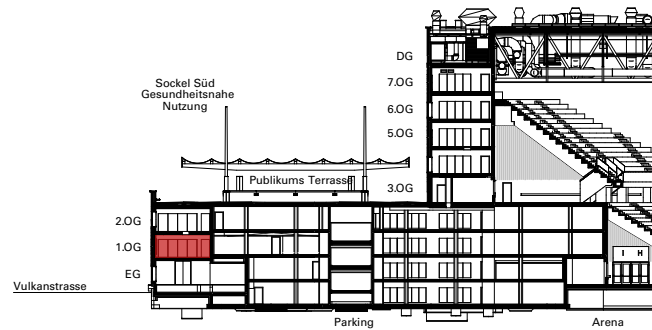 DG
7.OG
Sockel Süd
Gesundheitsnahe
Nutzung
6.OG
5.OG
Publikums Terrasse
3.OG
2.OG
1.OG
I H
EG
Vulkanstrasse
Parking
Arena